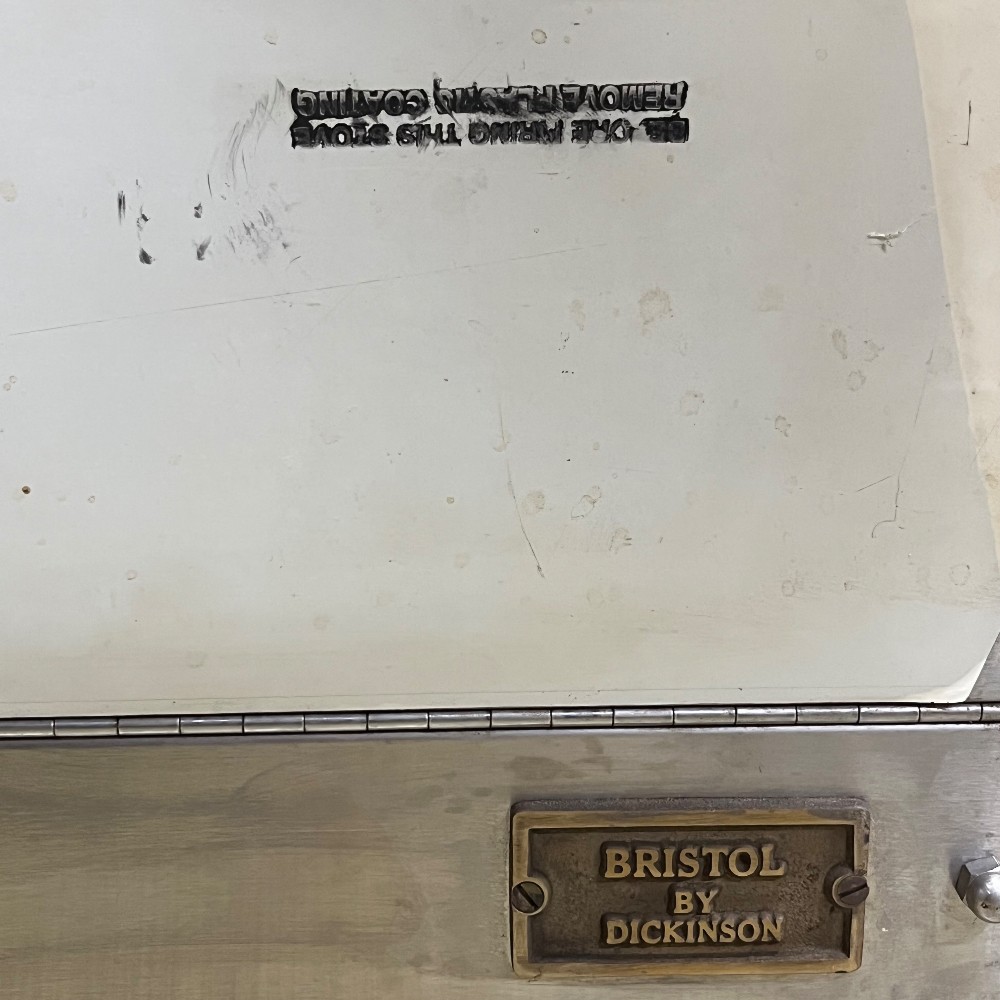 BEFORE FIRING THIS STOVE
REMOVE PLASTIC COATING
BRISTOL
BY
DICKINSON